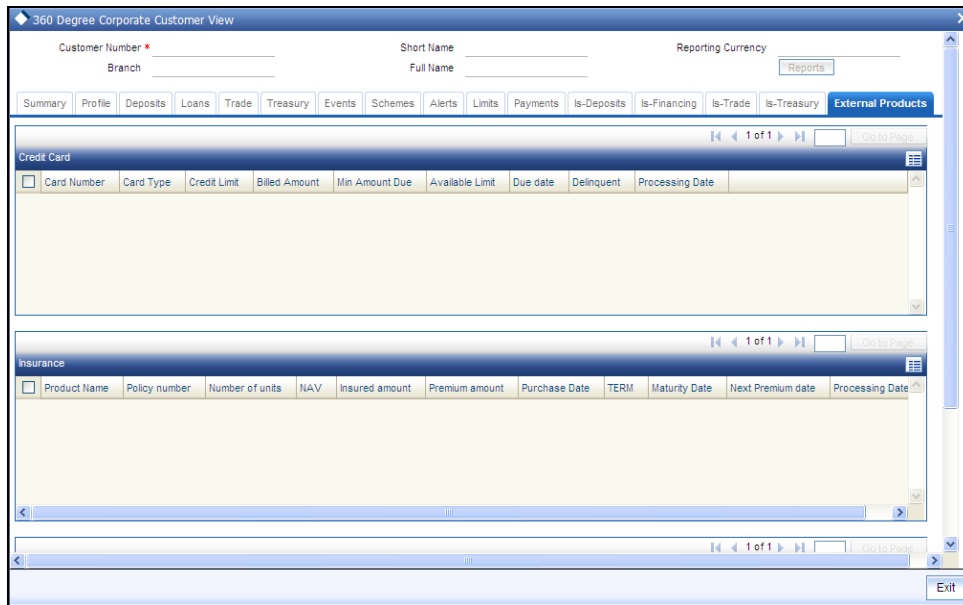 360 Degree Corporate Customer View
Customer Number * Short Name Reporting Currency
Branch Full Name Reports
Summary Profile Deposits Loans Trade Treasury Events Schemes Alerts Limits Payments Is-Deposits Is-Financing Is-Trade Is-Treasury External Products
1 of 1 Go to Page
Credit Card
Card Number Card Type Credit Limit Billed Amount Min Amount Due Available Limit Due date Delinquent Processing Date
1 of 1 Go to Page
Insurance
Product Name Policy number Number of units NAV Insured amount Premium amount Purchase Date TERM Maturity Date Next Premium date Processing Date
1 of 1 Go to Page
Exit